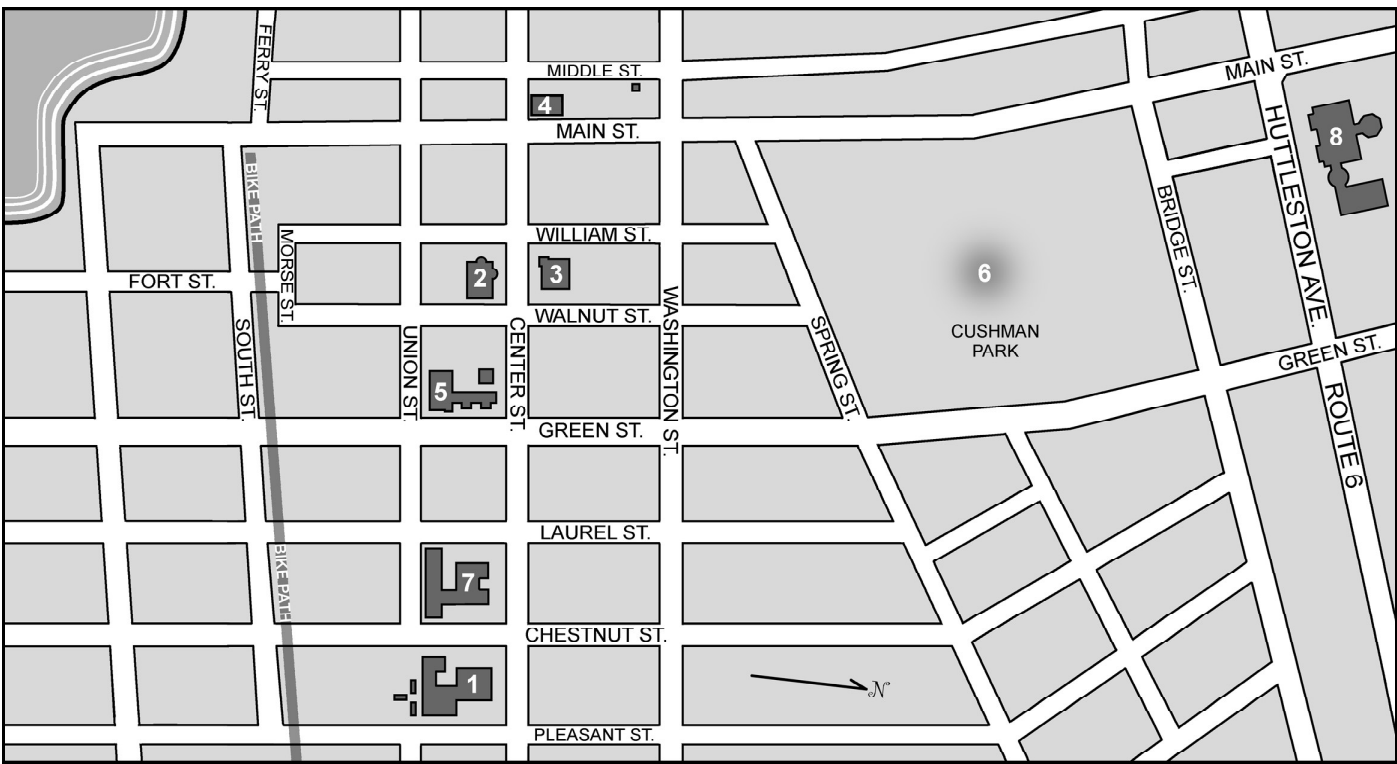 FERRY ST.
MIDDLE ST.
MAIN ST.
4
MAIN ST.
HUTTLESTON AVE.
8
BIKE PATH
MORSE ST.
WILLIAM ST.
BRIDGE ST.
FORT ST.
2
3
6
WALNUT ST.
WASHINGTON ST.
SOUTH ST.
UNION ST.
CENTER ST.
SPRING ST.
CUSHMAN
PARK
GREEN ST.
5
ROUTE 6
GREEN ST.
LAUREL ST.
BIKE PATH
7
CHESTNUT ST.
1
N
PLEASANT ST.